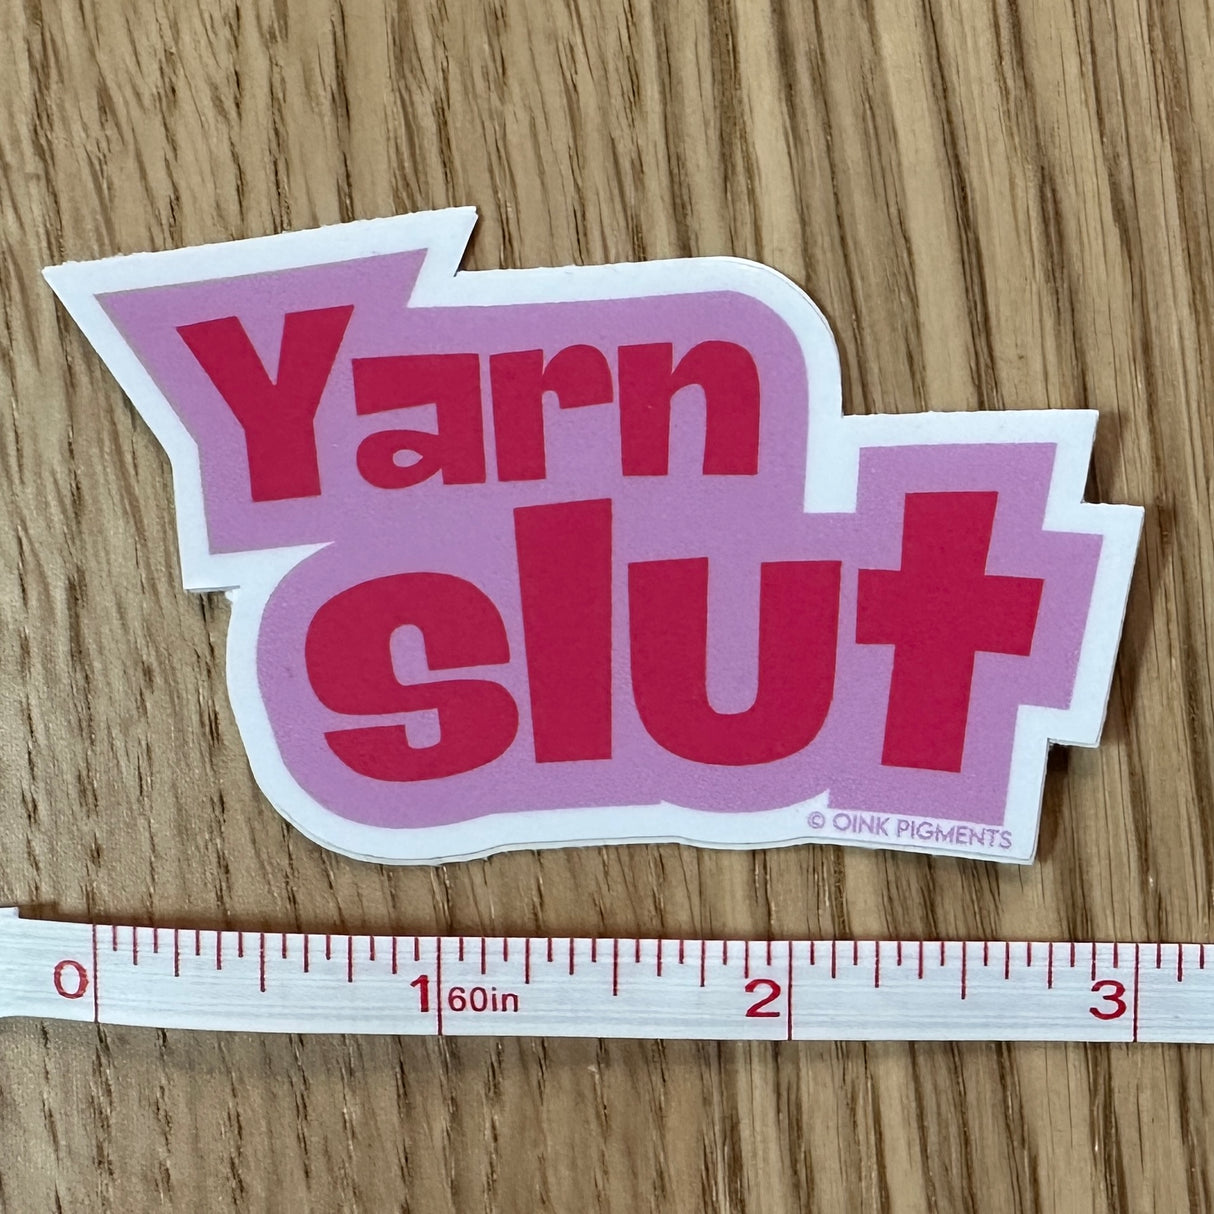 Yarn
slut
© OINK PIGMENTS
0 1 60in 2 3